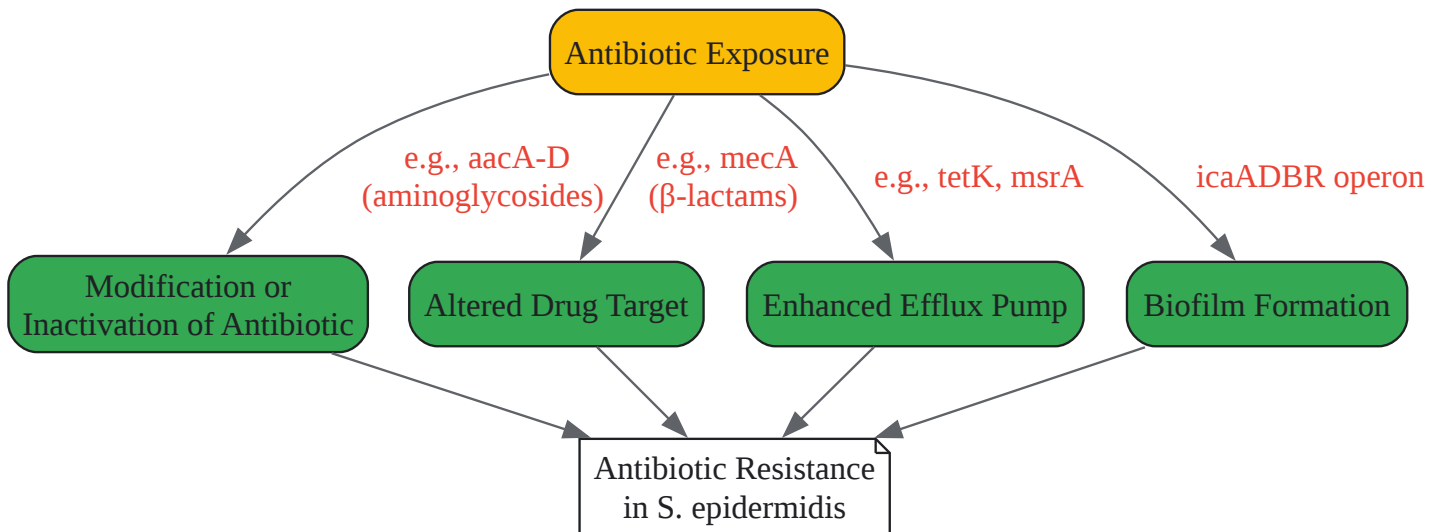 Antibiotic Exposure
e.g., aacA-D
(aminoglycosides)
e.g., mecA
(β-lactams)
e.g., tetK, msrA
icaADBR operon
Modification or
Inactivation of Antibiotic
Altered Drug Target
Enhanced Efflux Pump
Biofilm Formation
Antibiotic Resistance
in S. epidermidis